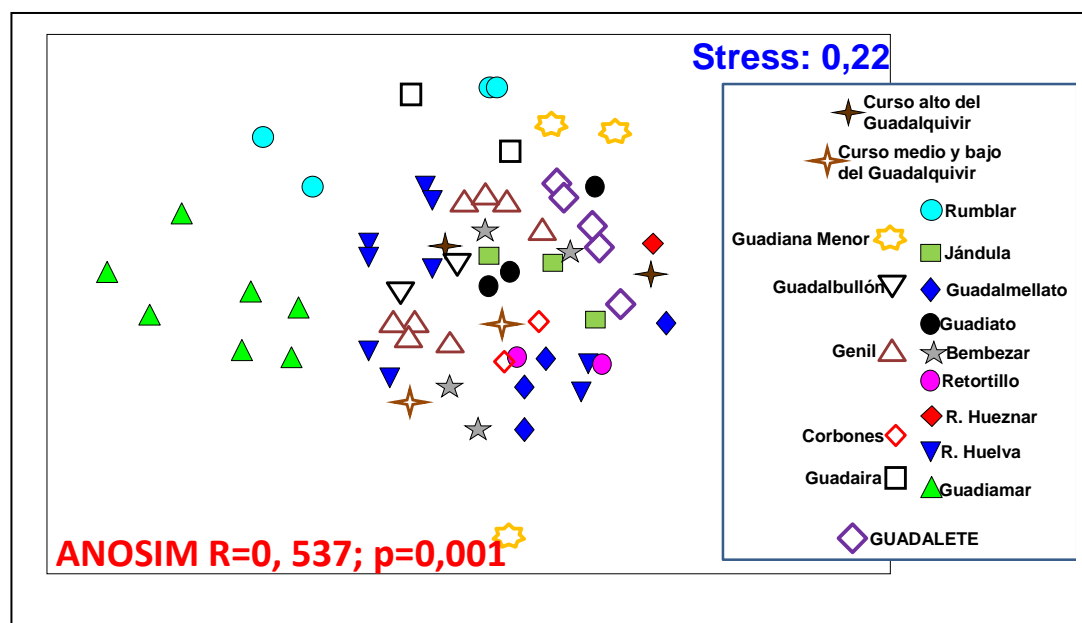 Stress: 0,22
Curso alto del
Guadalquivir
Curso medio y bajo
del Guadalquivir
Rumblar
Guadiana Menor
Jándula
Guadalbullón
Guadalmellato
Guadiato
Genil
Bembezar
Retortillo
R. Hueznar
Corbones
R. Huelva
Guadaira
Guadiamar
GUADALETE
ANOSIM R=0, 537; p=0,001